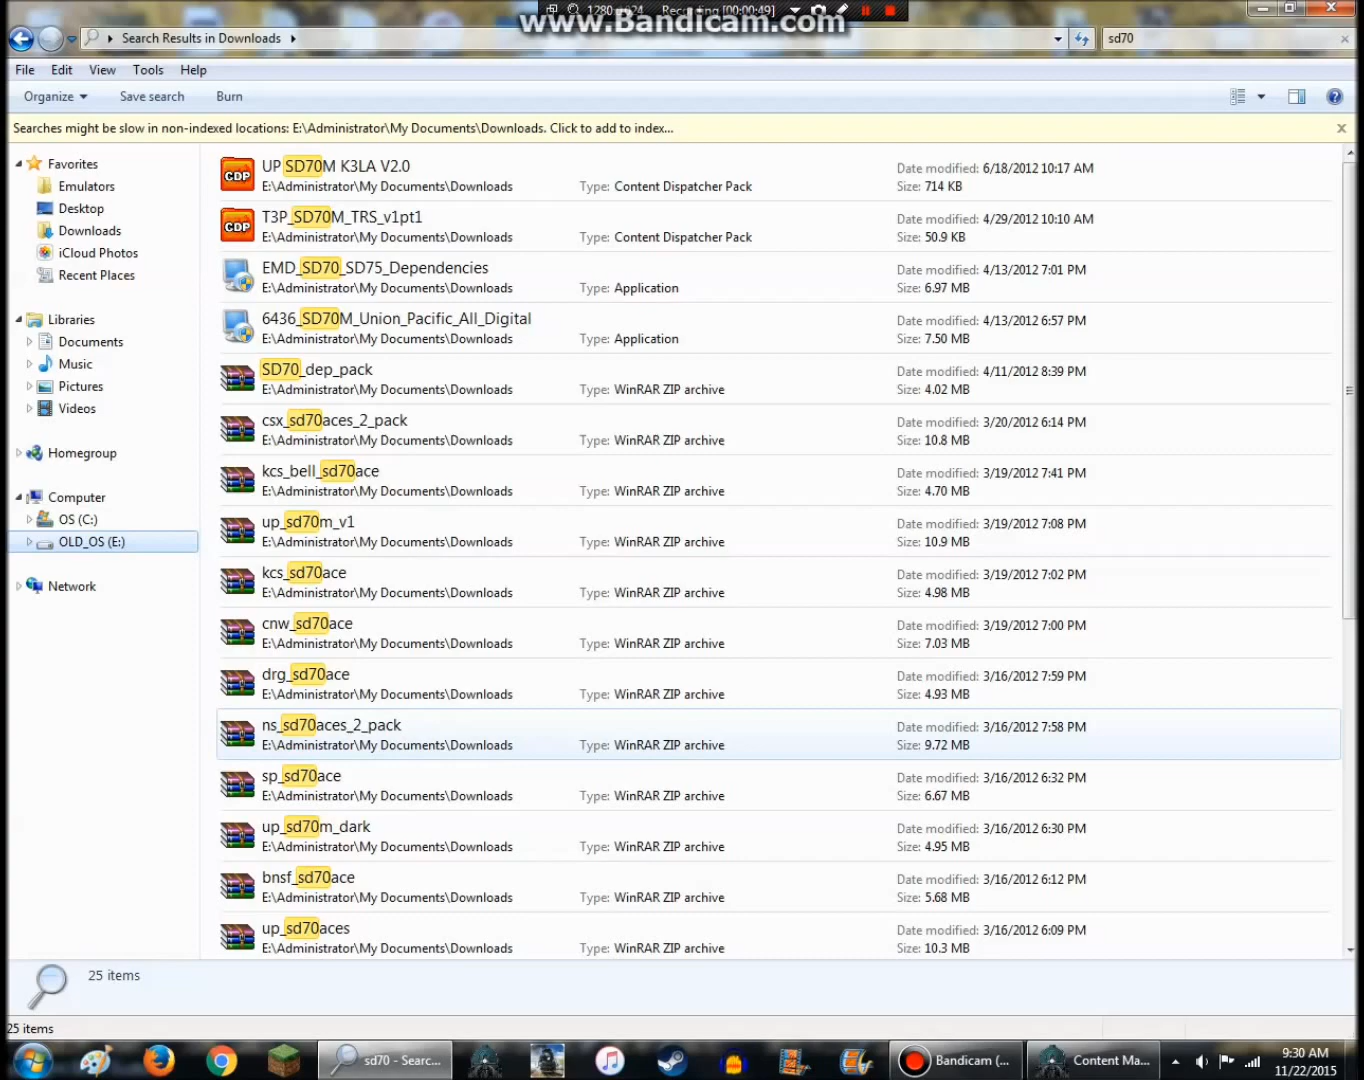 1280 1024 Recording [00:00:49]
www.Bandicam.com
Search Results in Downloads
sd70
File Edit View Tools Help
Organize Save search Burn
Searches might be slow in non-indexed locations: E:\Administrator\My Documents\Downloads. Click to add to index...
Favorites
Emulators
Desktop
Downloads
iCloud Photos
Recent Places
Libraries
Documents
Music
Pictures
Videos
Homegroup
Computer
OS (C:)
OLD_OS (E:)
Network
CDP UP SD70M K3LA V2.0 Date modified: 6/18/2012 10:17 AM
E:\Administrator\My Documents\Downloads Type: Content Dispatcher Pack Size: 714 KB
CDP T3P_SD70M_TRS_v1pt1 Date modified: 4/29/2012 10:10 AM
E:\Administrator\My Documents\Downloads Type: Content Dispatcher Pack Size: 50.9 KB
EMD_SD70_SD75_Dependencies Date modified: 4/13/2012 7:01 PM
E:\Administrator\My Documents\Downloads Type: Application Size: 6.97 MB
6436_SD70M_Union_Pacific_All_Digital Date modified: 4/13/2012 6:57 PM
E:\Administrator\My Documents\Downloads Type: Application Size: 7.50 MB
SD70_dep_pack Date modified: 4/11/2012 8:39 PM
E:\Administrator\My Documents\Downloads Type: WinRAR ZIP archive Size: 4.02 MB
csx_sd70aces_2_pack Date modified: 3/20/2012 6:14 PM
E:\Administrator\My Documents\Downloads Type: WinRAR ZIP archive Size: 10.8 MB
kcs_bell_sd70ace Date modified: 3/19/2012 7:41 PM
E:\Administrator\My Documents\Downloads Type: WinRAR ZIP archive Size: 4.70 MB
up_sd70m_v1 Date modified: 3/19/2012 7:08 PM
E:\Administrator\My Documents\Downloads Type: WinRAR ZIP archive Size: 10.9 MB
kcs_sd70ace Date modified: 3/19/2012 7:02 PM
E:\Administrator\My Documents\Downloads Type: WinRAR ZIP archive Size: 4.98 MB
cnw_sd70ace Date modified: 3/19/2012 7:00 PM
E:\Administrator\My Documents\Downloads Type: WinRAR ZIP archive Size: 7.03 MB
drg_sd70ace Date modified: 3/16/2012 7:59 PM
E:\Administrator\My Documents\Downloads Type: WinRAR ZIP archive Size: 4.93 MB
ns_sd70aces_2_pack Date modified: 3/16/2012 7:58 PM
E:\Administrator\My Documents\Downloads Type: WinRAR ZIP archive Size: 9.72 MB
sp_sd70ace Date modified: 3/16/2012 6:32 PM
E:\Administrator\My Documents\Downloads Type: WinRAR ZIP archive Size: 6.67 MB
up_sd70m_dark Date modified: 3/16/2012 6:30 PM
E:\Administrator\My Documents\Downloads Type: WinRAR ZIP archive Size: 4.95 MB
bnsf_sd70ace Date modified: 3/16/2012 6:12 PM
E:\Administrator\My Documents\Downloads Type: WinRAR ZIP archive Size: 5.68 MB
up_sd70aces Date modified: 3/16/2012 6:09 PM
E:\Administrator\My Documents\Downloads Type: WinRAR ZIP archive Size: 10.3 MB
25 items
25 items
sd70 - Searc... Bandicam (... Content Ma... 9:30 AM
11/22/2015